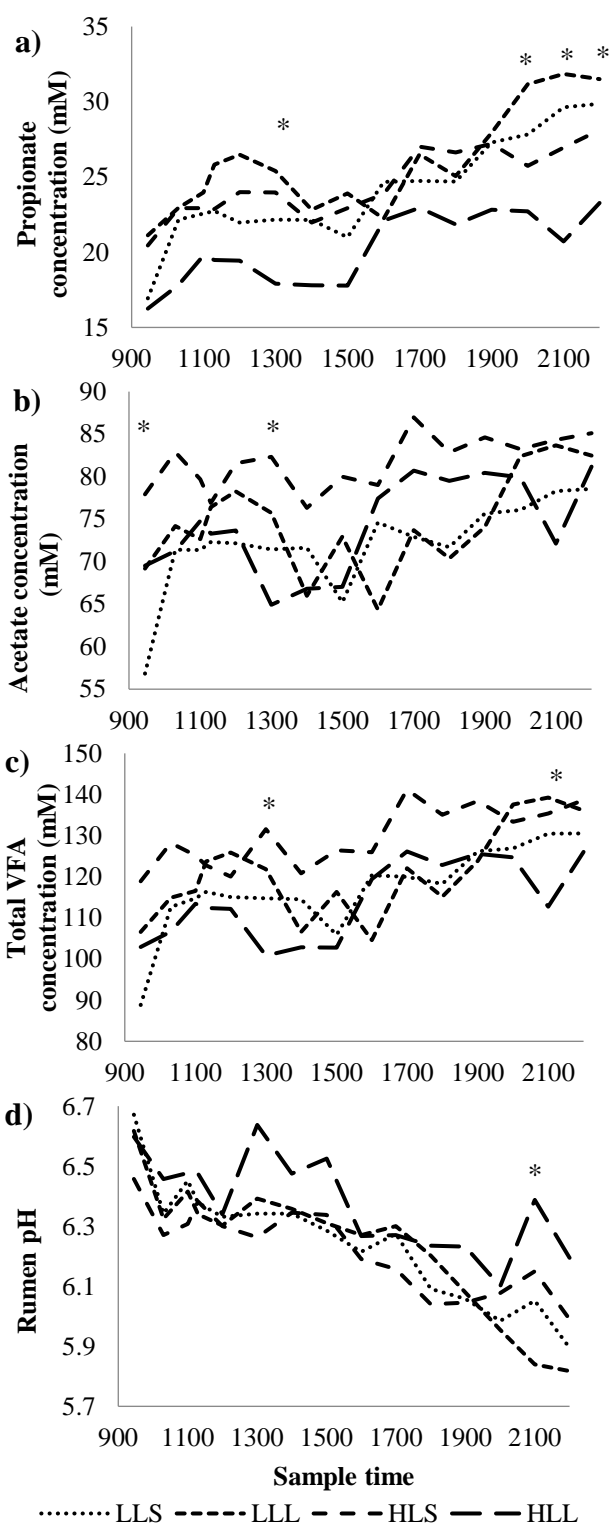 a)
Propionate
concentration (mM)
35
30
25
20
15
* * * *
900 1100 1300 1500 1700 1900 2100
b)
Acetate concentration
(mM)
90
85
80
75
70
65
60
55
* *
900 1100 1300 1500 1700 1900 2100
c)
Total VFA
concentration (mM)
150
140
130
120
110
100
90
80
* *
900 1100 1300 1500 1700 1900 2100
d)
Rumen pH
6.7
6.5
6.3
6.1
5.9
5.7
*
900 1100 1300 1500 1700 1900 2100
Sample time
LLS LLL HLS HLL